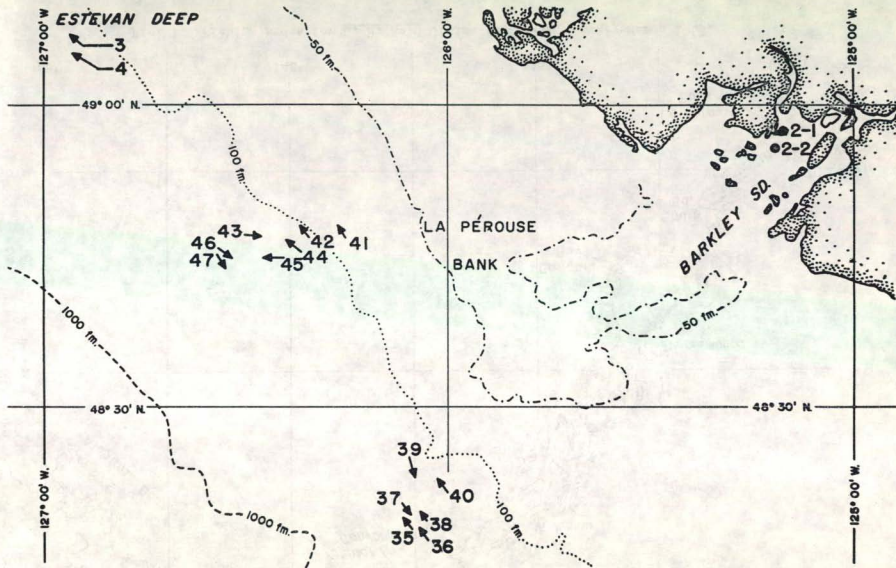 ESTEVAN DEEP
127° 00' W.
126° 00' W.
125° 00' W.
3
4
50 fm.
49° 00' N.
100 fm.
2-1
2-2
BARKLEY SD.
LA PÉROUSE
BANK
43
42
41
46
47
45
44
50 fm.
1000 fm.
48° 30' N.
48° 30' N.
39
40
37
38
35
36
100 fm.
1000 fm.
127° 00' W.
125° 00' W.